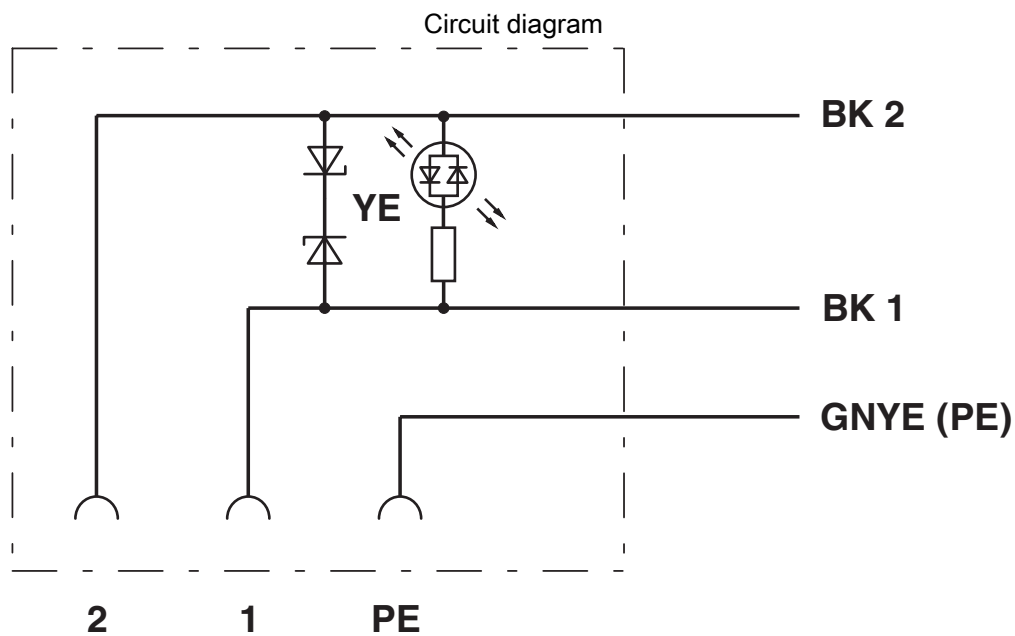 Circuit diagram
BK 2
YE
BK 1
GNYE (PE)
2 1 PE